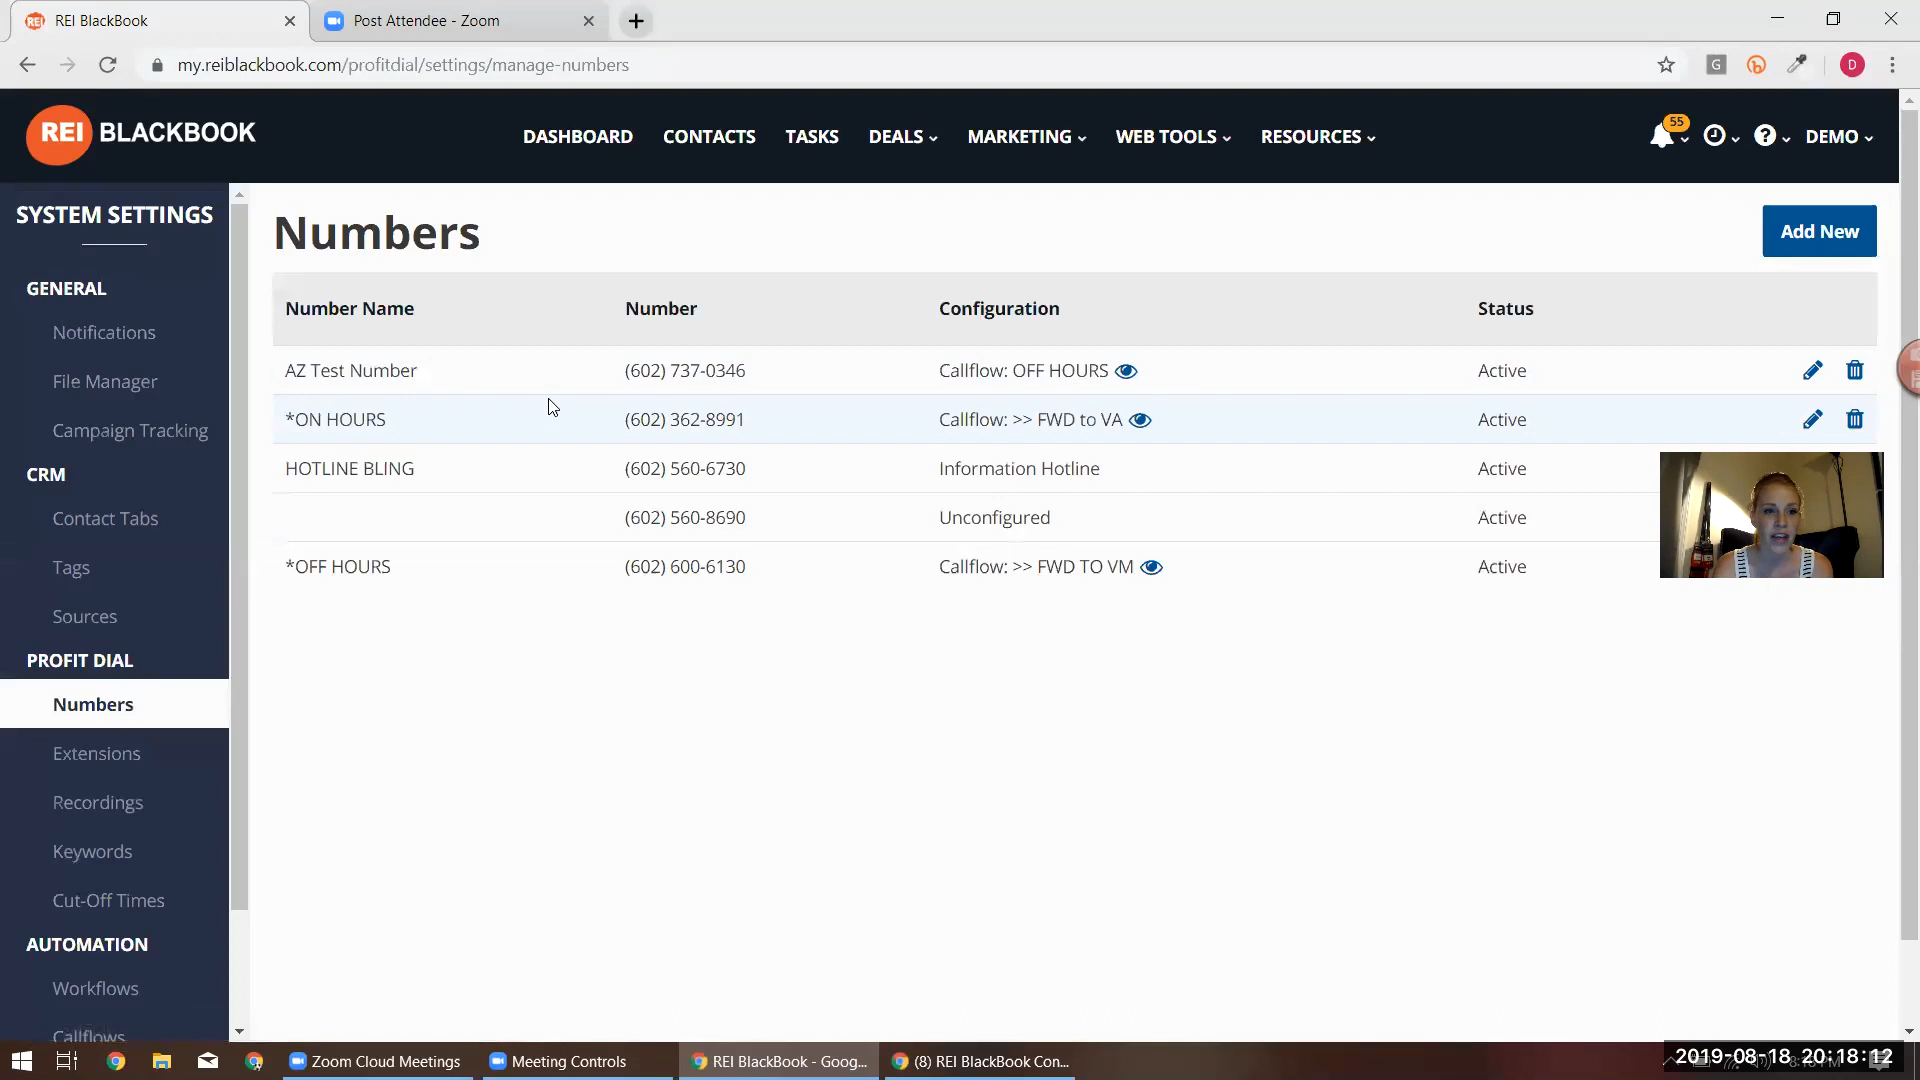 REI BlackBook
Post Attendee - Zoom
my.reiblackbook.com/profitdial/settings/manage-numbers
G
D
REI BLACKBOOK
DASHBOARD
CONTACTS
TASKS
DEALS
MARKETING
WEB TOOLS
RESOURCES
55
DEMO
SYSTEM SETTINGS
GENERAL
Notifications
File Manager
Campaign Tracking
CRM
Contact Tabs
Tags
Sources
PROFIT DIAL
Numbers
Extensions
Recordings
Keywords
Cut-Off Times
AUTOMATION
Workflows
Callflows
Numbers
Add New
Number Name Number Configuration Status
AZ Test Number (602) 737-0346 Callflow: OFF HOURS Active
*ON HOURS (602) 362-8991 Callflow: >> FWD to VA Active
HOTLINE BLING (602) 560-6730 Information Hotline Active
(602) 560-8690 Unconfigured Active
*OFF HOURS (602) 600-6130 Callflow: >> FWD TO VM Active
Zoom Cloud Meetings
Meeting Controls
REI BlackBook - Goog...
(8) REI BlackBook Con...
2019-08-18 20:18:12